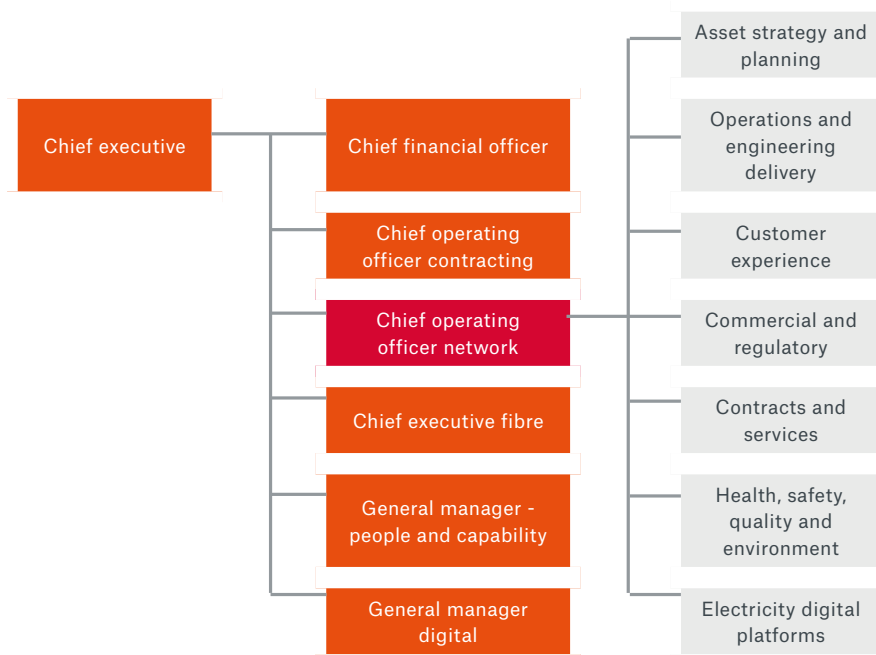 Chief executive
Chief financial officer
Chief operating
officer contracting
Chief operating
officer network
Chief executive fibre
General manager -
people and capability
General manager
digital
Asset strategy and
planning
Operations and
engineering
delivery
Customer
experience
Commercial and
regulatory
Contracts and
services
Health, safety,
quality and
environment
Electricity digital
platforms